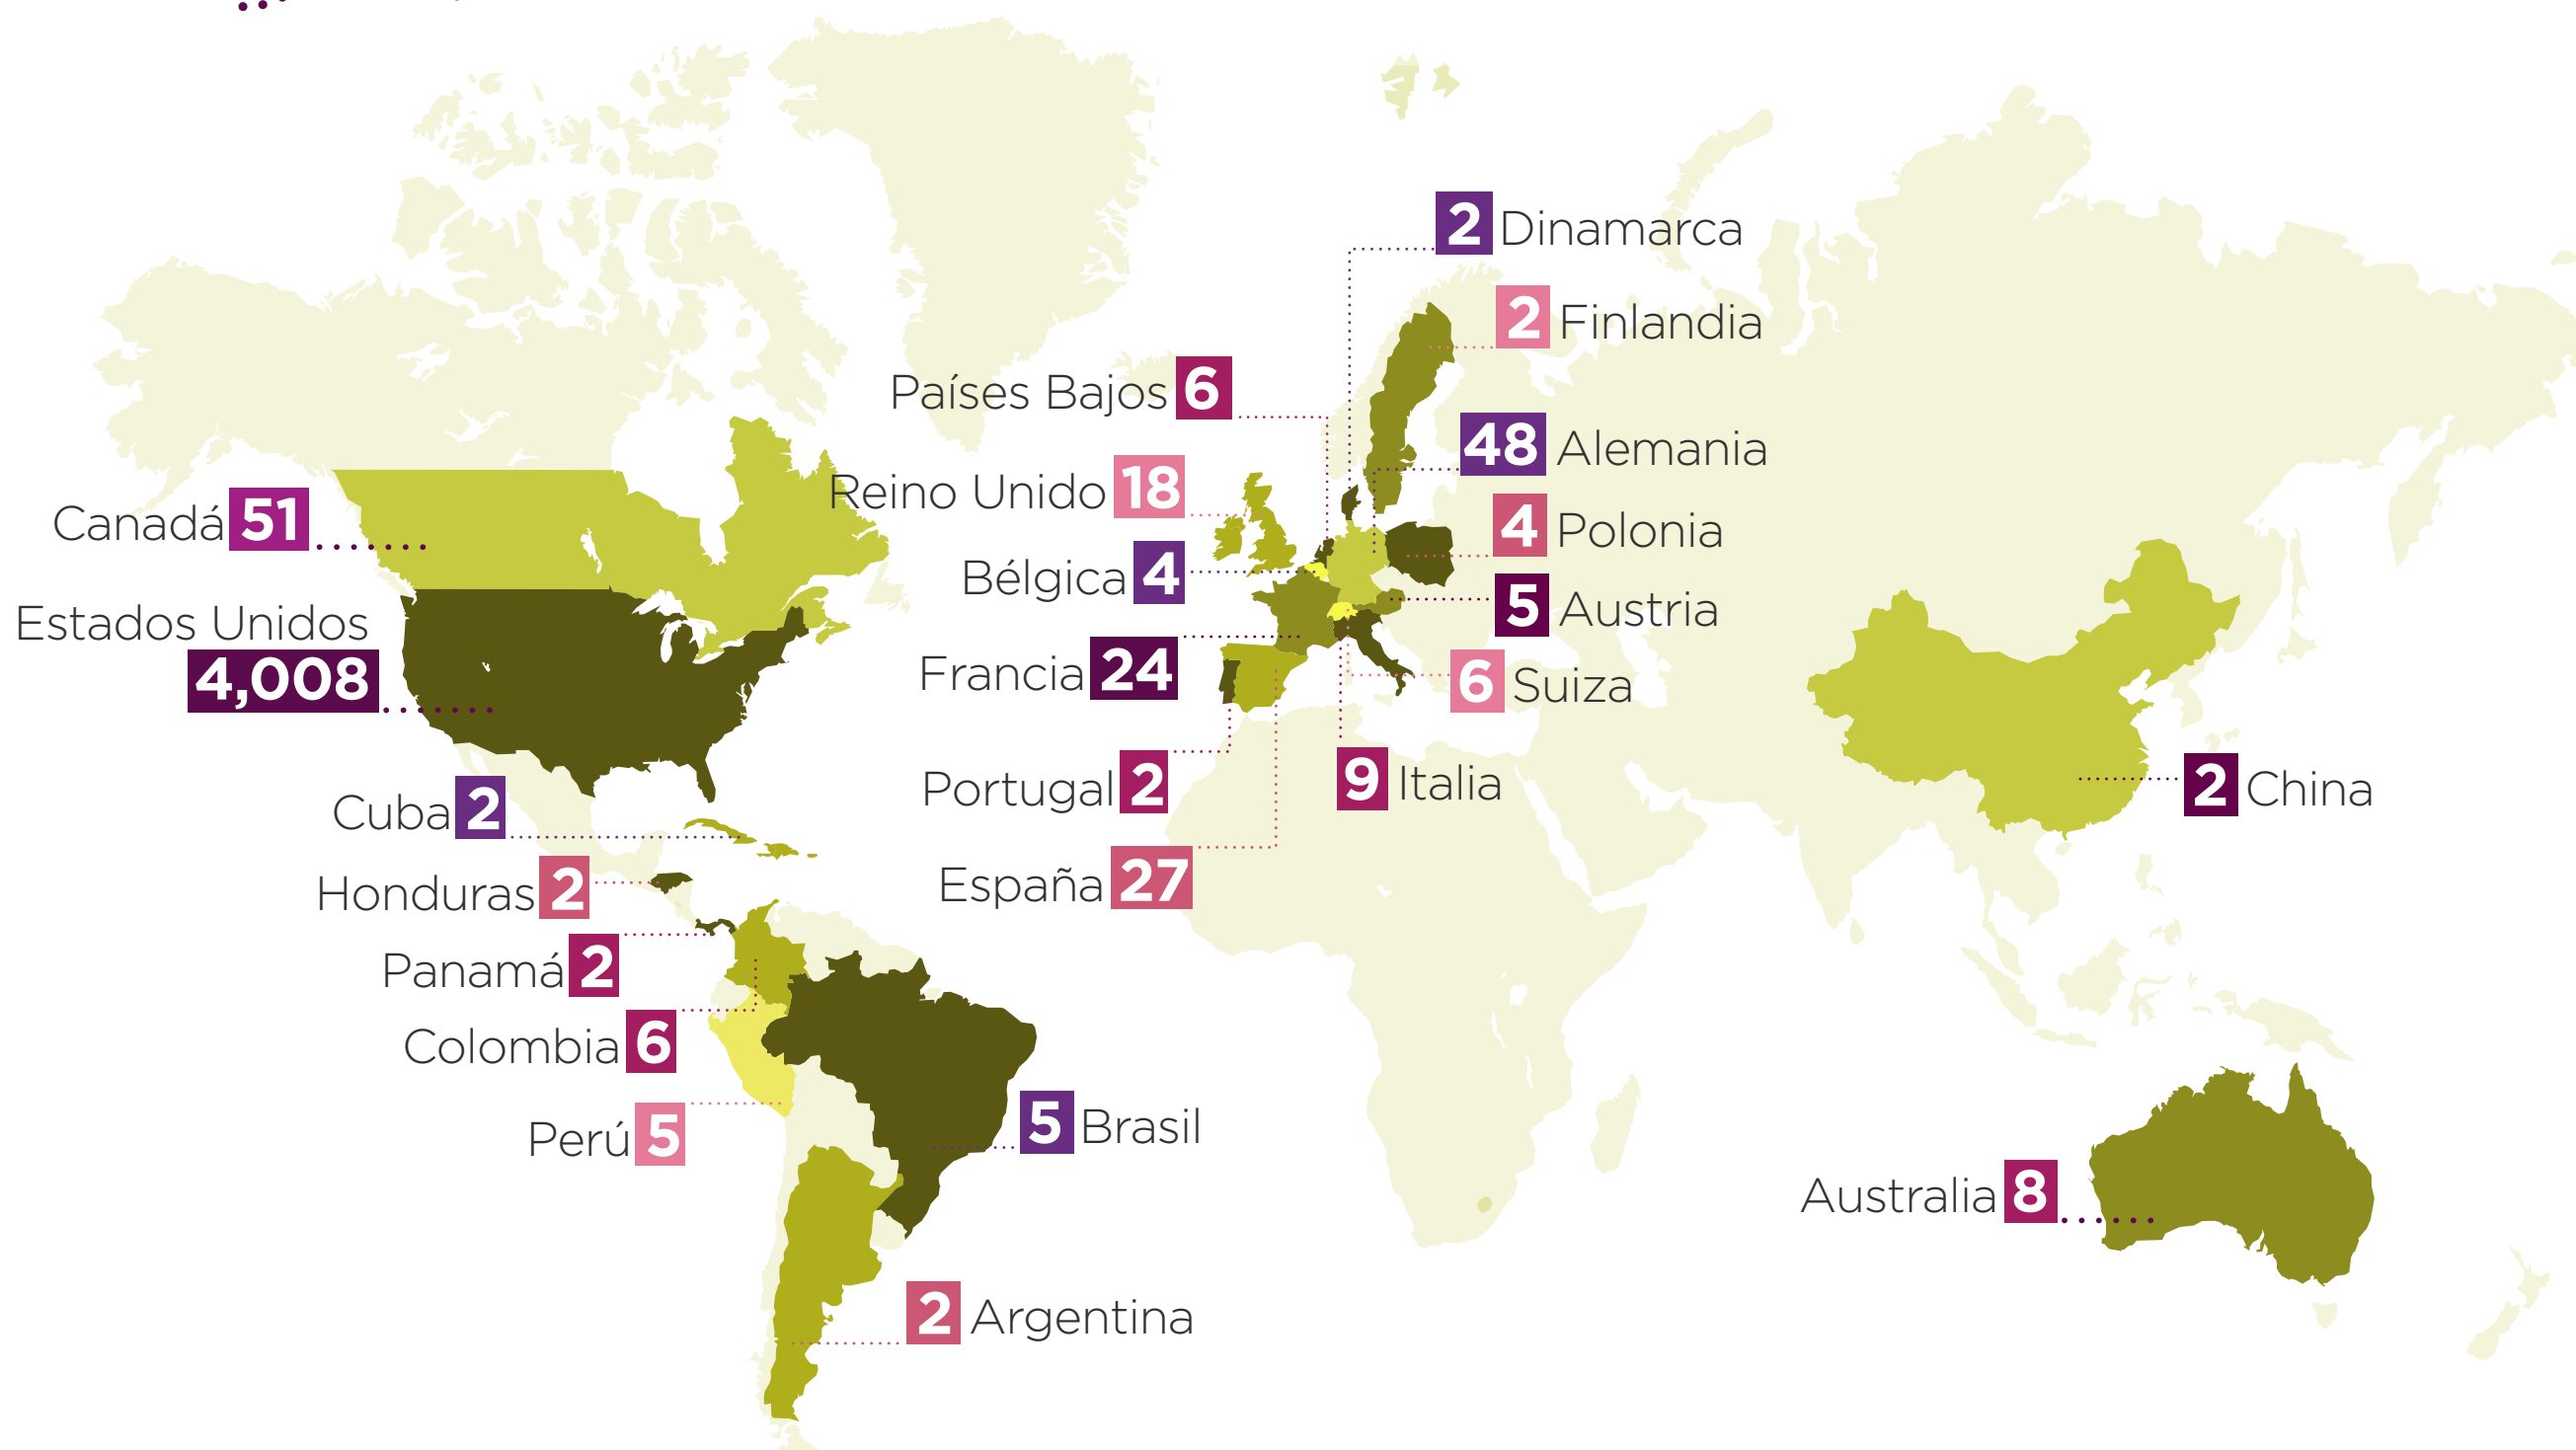 2 Dinamarca
2 Finlandia
Países Bajos 6
48 Alemania
Reino Unido 18
4 Polonia
Canadá 51
Bélgica 4
5 Austria
Estados Unidos
4,008
Francia 24
6 Suiza
Portugal 2
9 Italia
2 China
Cuba 2
España 27
Honduras 2
Panamá 2
Colombia 6
5 Brasil
Perú 5
Australia 8
2 Argentina